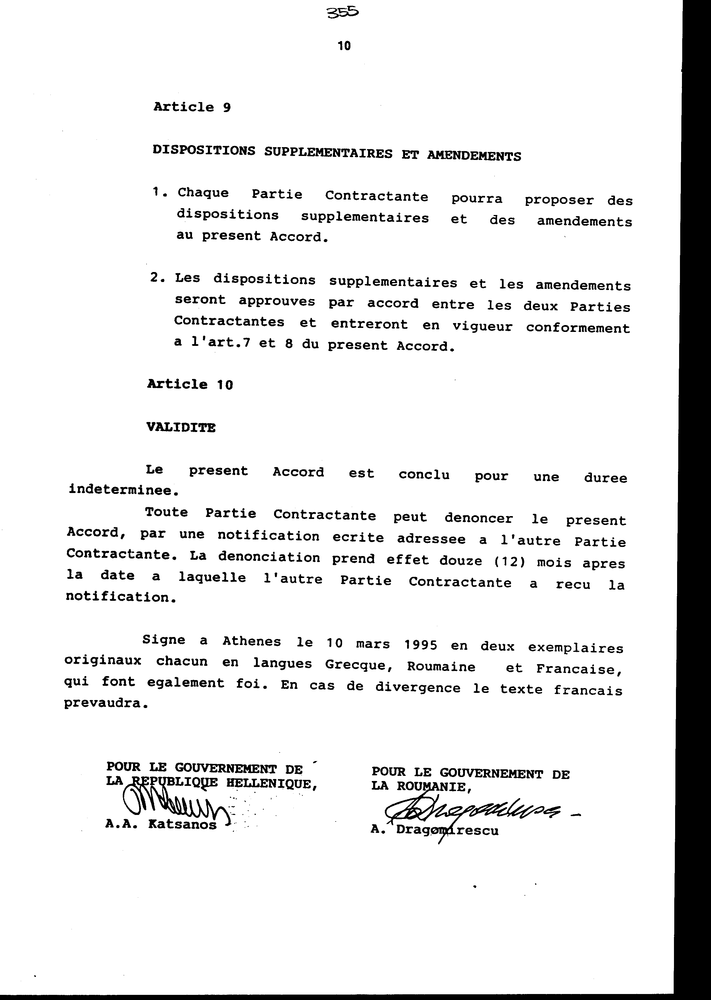 355
10
Article 9
DISPOSITIONS SUPPLEMENTAIRES ET AMENDEMENTS
1. Chaque Partie Contractante pourra proposer des
dispositions supplementaires et des amendements
au present Accord.
2. Les dispositions supplementaires et les amendements
seront approuves par accord entre les deux Parties
Contractantes et entreront en vigueur conformement
a l'art.7 et 8 du present Accord.
Article 10
VALIDITE
Le present Accord est conclu pour une duree
indeterminee.
Toute Partie Contractante peut denoncer le present
Accord, par une notification ecrite adressee a l'autre Partie
Contractante. La denonciation prend effet douze (12) mois apres
la date a laquelle l'autre Partie Contractante a recu la
notification.
Signe a Athenes le 10 mars 1995 en deux exemplaires
originaux chacun en langues Grecque, Roumaine et Francaise,
qui font egalement foi. En cas de divergence le texte francais
prevaudra.
POUR LE GOUVERNEMENT DE
LA REPUBLIQUE HELLENIQUE,
A.A. Katsanos
POUR LE GOUVERNEMENT DE
LA ROUMANIE,
A. Dragomirescu